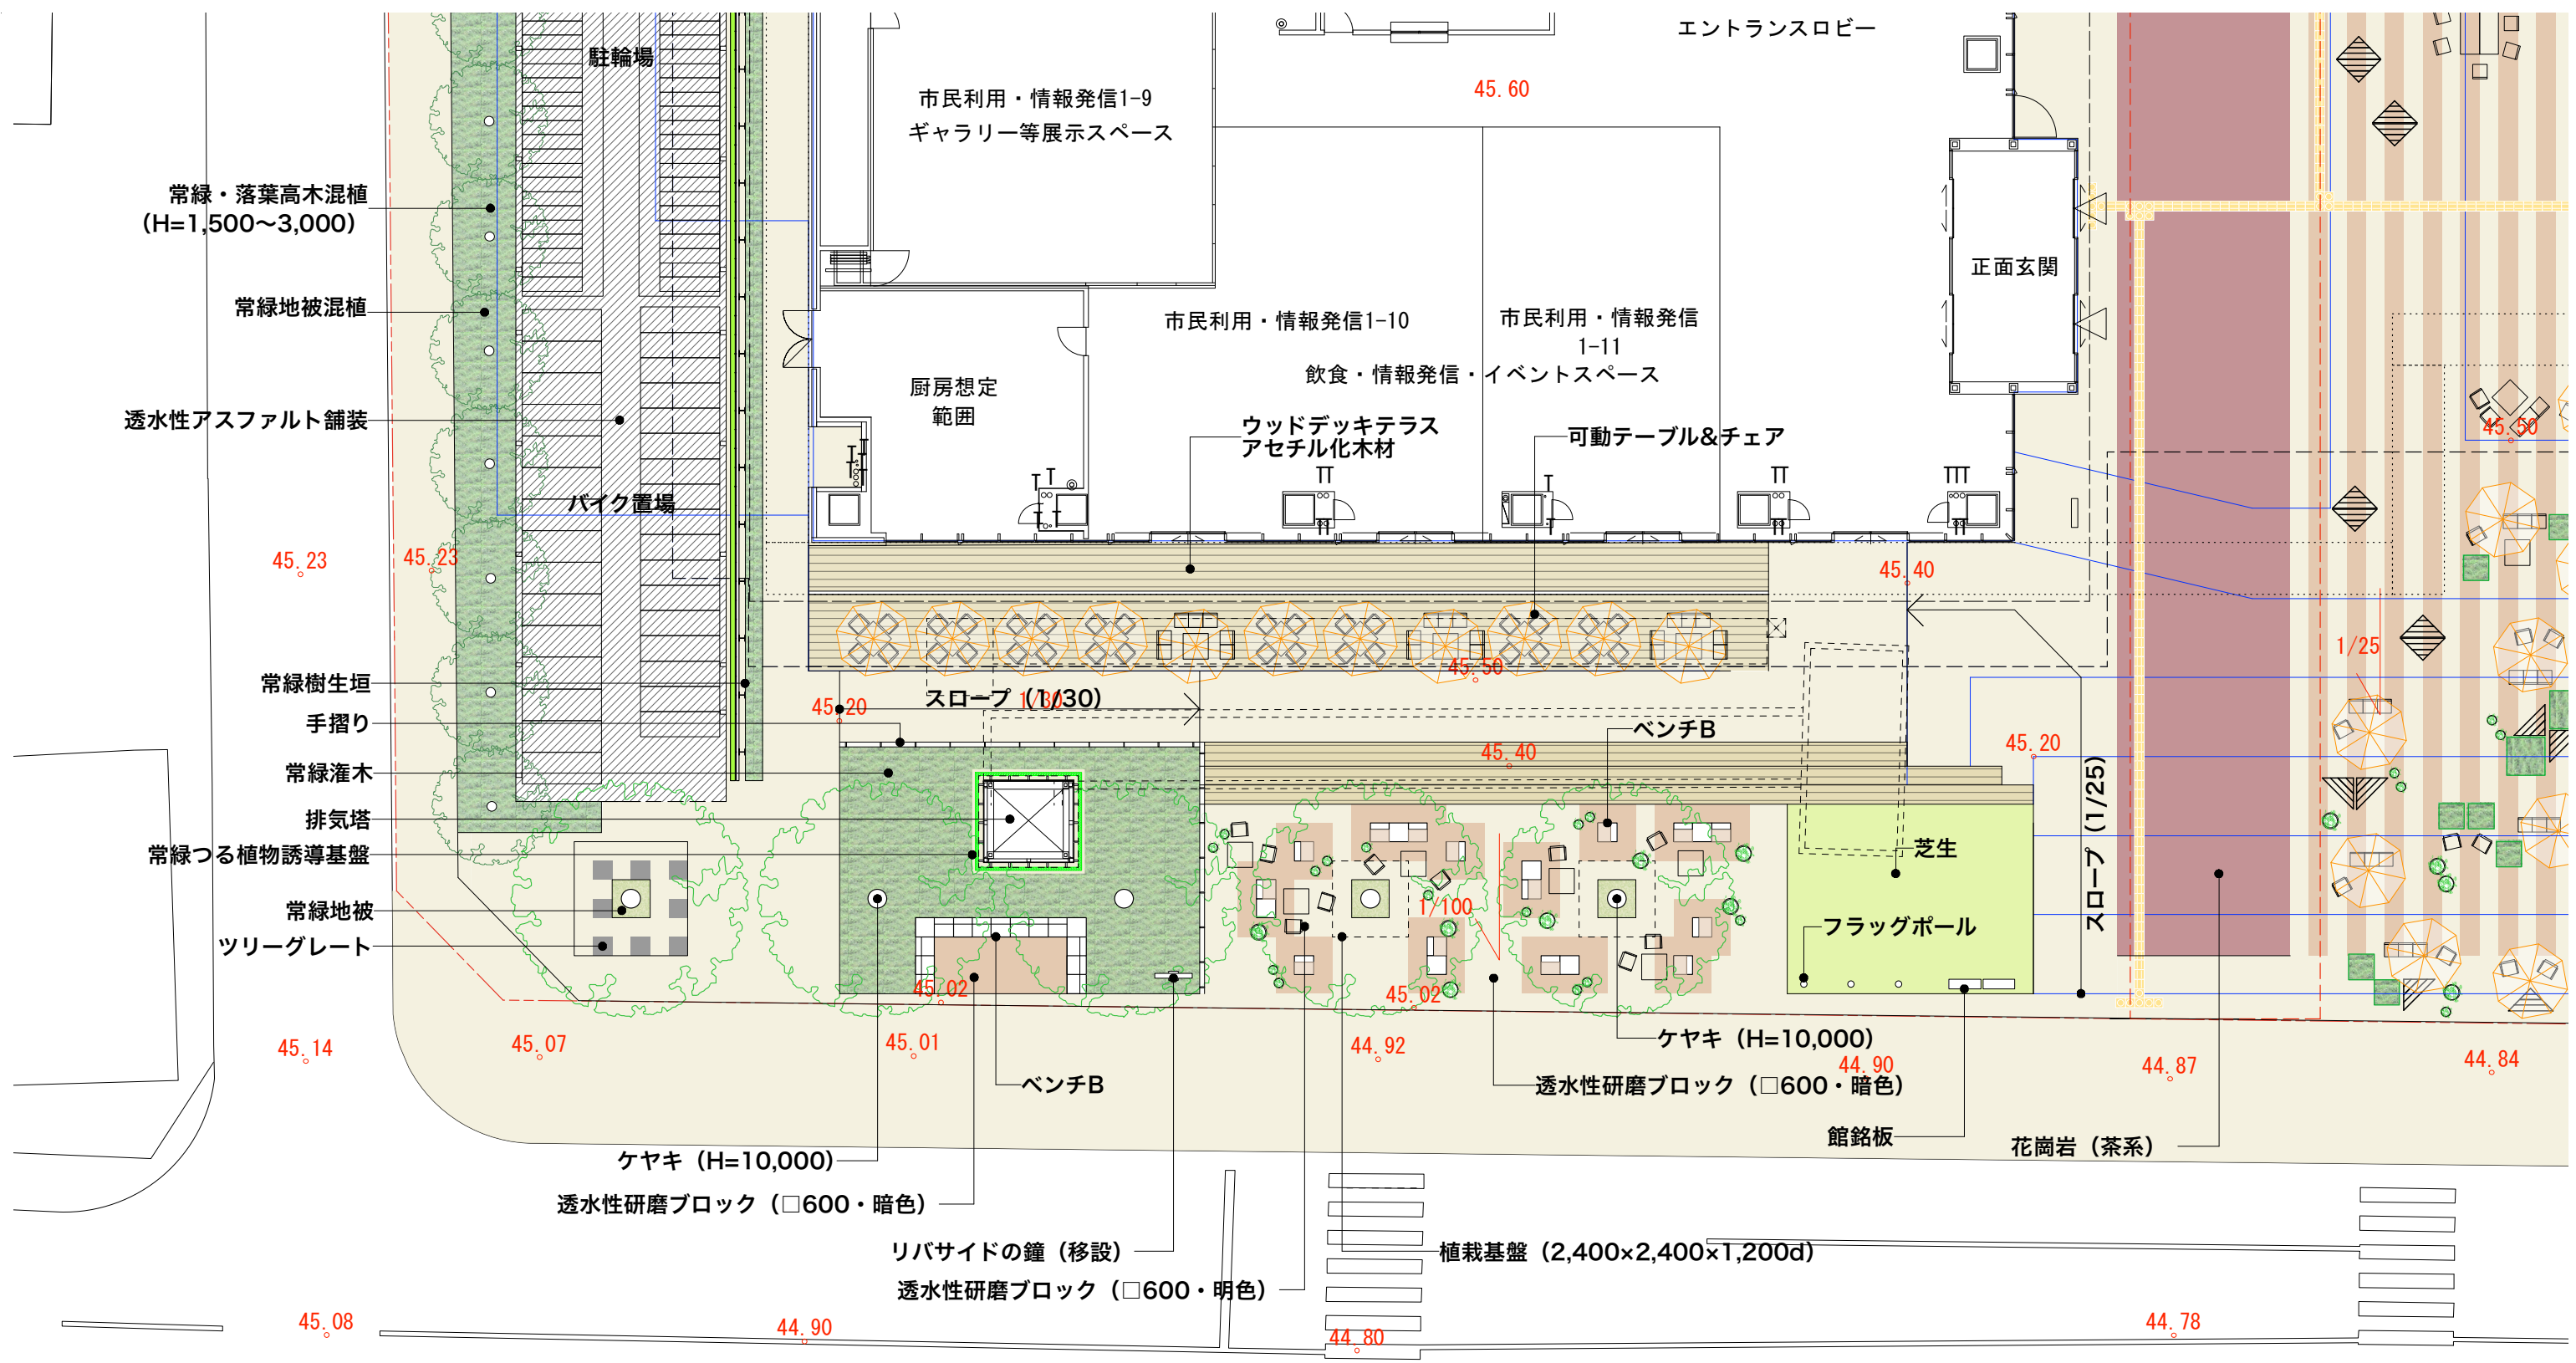 エントランスロビー
駐輪場
45.60
市民利用・情報発信1-9
ギャラリー等展示スペース
常緑・落葉高木混植
（H=1,500〜3,000）
正面玄関
常緑地被混植
市民利用・情報発信1-10
市民利用・情報発信
1-11
飲食・情報発信・イベントスペース
厨房想定
範囲
透水性アスファルト舗装
ウッドデッキテラス
アセチル化木材
可動テーブル&チェア
45.50
バイク置場
45.23
45.23
45.40
1/25
45.50
常緑樹生垣
スロープ（1/30）
1/30
45.20
手摺り
ベンチB
45.40
45.20
常緑潅木
スロープ（1/25）
排気塔
常緑つる植物誘導基盤
芝生
常緑地被
1/100
フラッグポール
ツリーグレート
45.02
45.02
45.14
45.07
45.01
44.92
ケヤキ（H=10,000）
44.90
44.87
44.84
ベンチB
透水性研磨ブロック（□600・暗色）
館銘板
花崗岩（茶系）
ケヤキ（H=10,000）
透水性研磨ブロック（□600・暗色）
リバサイドの鐘（移設）
植栽基盤（2,400×2,400×1,200d）
透水性研磨ブロック（□600・明色）
45.08
44.90
44.80
44.78